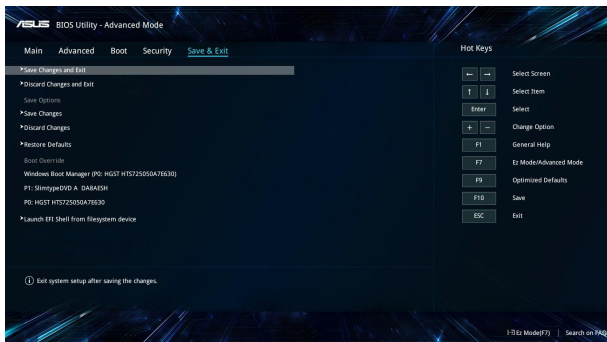 ASUS BIOS Utility - Advanced Mode
Main Advanced Boot Security Save & Exit
Hot Keys
Save Changes and Exit
Discard Changes and Exit
Save Options
Save Changes
Discard Changes
Restore Defaults
Boot Override
Windows Boot Manager (P0: HGST HTS725050A7E630)
P1: SlimtypeDVD A DA8AESH
P0: HGST HTS725050A7E630
Launch EFI Shell from filesystem device
← → Select Screen
↑ ↓ Select Item
Enter Select
+ − Change Option
F1 General Help
F7 Ez Mode/Advanced Mode
F9 Optimized Defaults
F10 Save
ESC Exit
Exit system setup after saving the changes.
Ez Mode(F7) | Search on FAQ